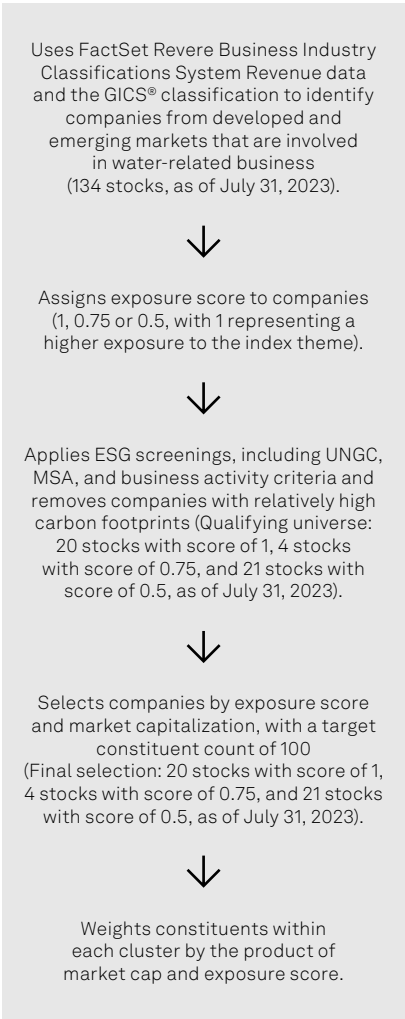 Uses FactSet Revere Business Industry
Classifications System Revenue data
and the GICS® classification to identify
companies from developed and
emerging markets that are involved
in water-related business
(134 stocks, as of July 31, 2023).
Assigns exposure score to companies
(1, 0.75 or 0.5, with 1 representing a
higher exposure to the index theme).
Applies ESG screenings, including UNGC,
MSA, and business activity criteria and
removes companies with relatively high
carbon footprints (Qualifying universe:
20 stocks with score of 1, 4 stocks
with score of 0.75, and 21 stocks with
score of 0.5, as of July 31, 2023).
Selects companies by exposure score
and market capitalization, with a target
constituent count of 100
(Final selection: 20 stocks with score of 1,
4 stocks with score of 0.75, and 21 stocks
with score of 0.5, as of July 31, 2023).
Weights constituents within
each cluster by the product of
market cap and exposure score.